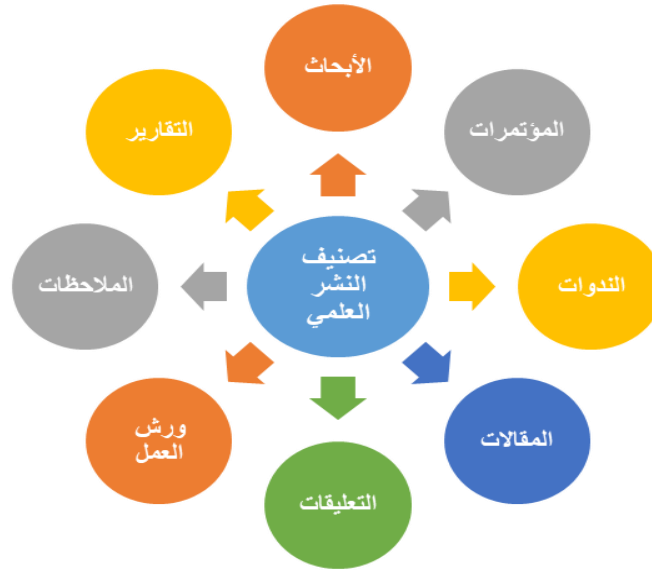 الأبحاث
المؤتمرات
التقارير
تصنيف
النشر
العلمي
الندوات
الملاحظات
المقالات
ورش
العمل
التعليقات